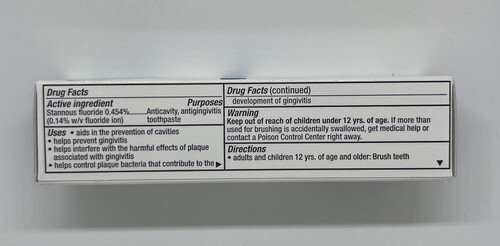 Drug Facts
Active ingredient Purposes
Stannous fluoride 0.454%........Anticavity, antigingivitis
(0.14% w/v fluoride ion) toothpaste
Uses • aids in the prevention of cavities
• helps prevent gingivitis
• helps interfere with the harmful effects of plaque
associated with gingivitis
• helps control plaque bacteria that contribute to the ▶
Drug Facts (continued)
development of gingivitis
Warning
Keep out of reach of children under 12 yrs. of age. If more than
used for brushing is accidentally swallowed, get medical help or
contact a Poison Control Center right away.
Directions
• adults and children 12 yrs. of age and older: Brush teeth
▼